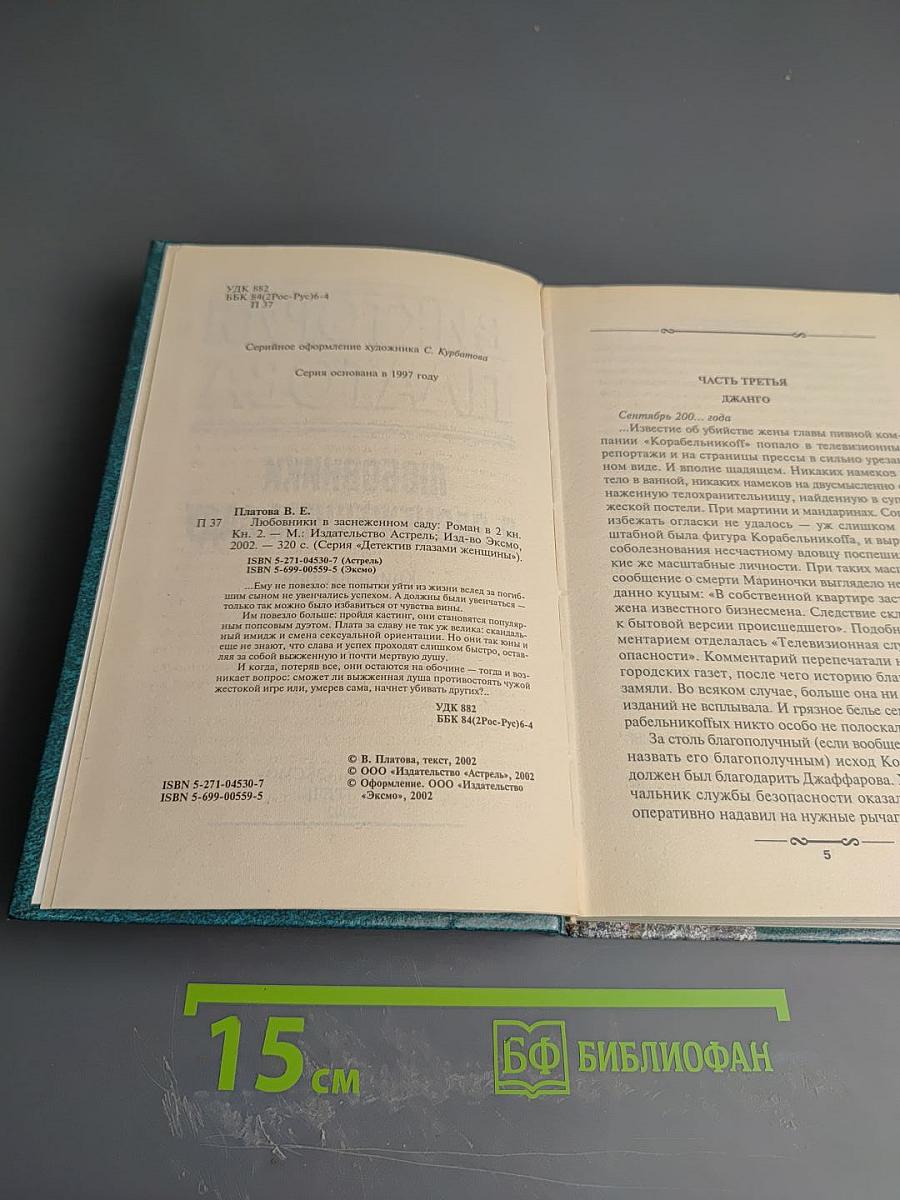 УДК 882
ББК 84(2Рос-Рус)6-4
П 37
Серийное оформление художника С. Курбатова
Серия основана в 1997 году
Платова В. Е.
П 37 Любовники в заснеженном саду: Роман в 2 кн.
Кн. 2. — М.: Издательство Астрель; Изд-во Эксмо,
2002. — 320 с. (Серия «Детектив глазами женщины»).
ISBN 5-271-04530-7 (Астрель)
ISBN 5-699-00559-5 (Эксмо)
...Ему не повезло: все попытки уйти из жизни вслед за погиб-
шим сыном не увенчались успехом. А должны были увенчаться —
только так можно было избавиться от чувства вины.
Им повезло больше: пройдя кастинг, они становятся популяр-
ным попсовым дуэтом. Плата за славу не так уж велика: скандаль-
ный имидж и смена сексуальной ориентации. Но они так юны и
еще не знают, что слава и успех проходят слишком быстро, остав-
ляя за собой выжженную и почти мертвую душу.
И когда, потеряв все, они остаются на обочине — тогда и воз-
никает вопрос: сможет ли выжженная душа противостоять чужой
жестокой игре или, умерев сама, начнет убивать других?..
УДК 882
ББК 84(2Рос-Рус)6-4
© В. Платова, текст, 2002
© ООО «Издательство «Астрель», 2002
© Оформление. ООО «Издательство
«Эксмо», 2002
ISBN 5-271-04530-7
ISBN 5-699-00559-5
ЧАСТЬ ТРЕТЬЯ
ДЖАНГО
Сентябрь 200... года
...Известие об убийстве жены главы пивной ком-
пании «Корабельникоff» попало в телевизионны
репортажи и на страницы прессы в сильно уреза
ном виде. И вполне щадящем. Никаких намеков
тело в ванной, никаких намеков на двусмысленно
наженную телохранительницу, найденную в суп
жеской постели. При мартини и мандаринах. Со
избежать огласки не удалось — уж слишком
штабной была фигура Корабельникоffа, и выр
соболезнования несчастному вдовцу поспеши
кие же масштабные личности. При таких мас
сообщение о смерти Мариночки выглядело не
данно куцым: «В собственной квартире заст
жена известного бизнесмена. Следствие скл
к бытовой версии происшедшего». Подобн
ментарием отделалась «Телевизионная слу
опасности». Комментарий перепечатали н
городских газет, после чего историю бла
замяли. Во всяком случае, больше она ни
изданий не всплывала. И грязное белье се
рабельникоffых никто особо не полоскал
За столь благополучный (если вообще
назвать его благополучным) исход Ко
должен был благодарить Джаффарова.
чальник службы безопасности оказал
оперативно надавил на нужные рычаг
5
15 см
БФ БИБЛИОФАН